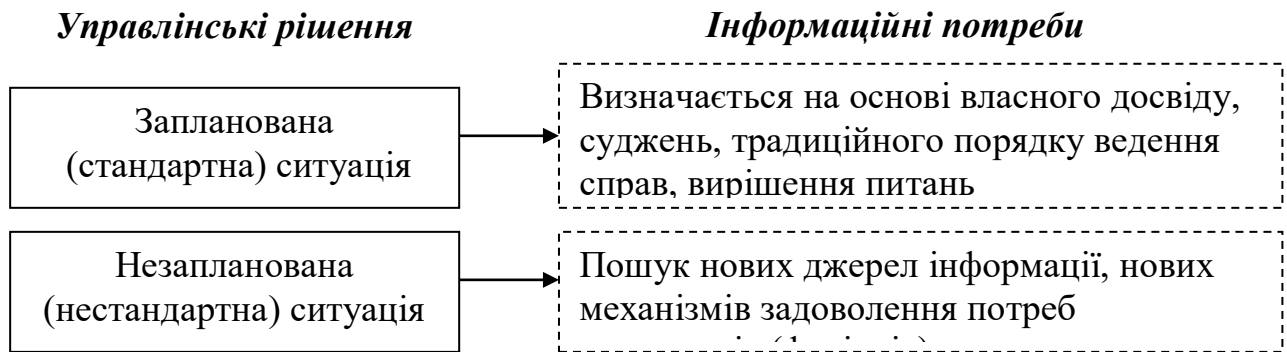 Управлінські рішення
Інформаційні потреби
Запланована
(стандартна) ситуація
Визначається на основі власного досвіду,
суджень, традиційного порядку ведення
справ, вирішення питань
Незапланована
(нестандартна) ситуація
Пошук нових джерел інформації, нових
механізмів задоволення потреб